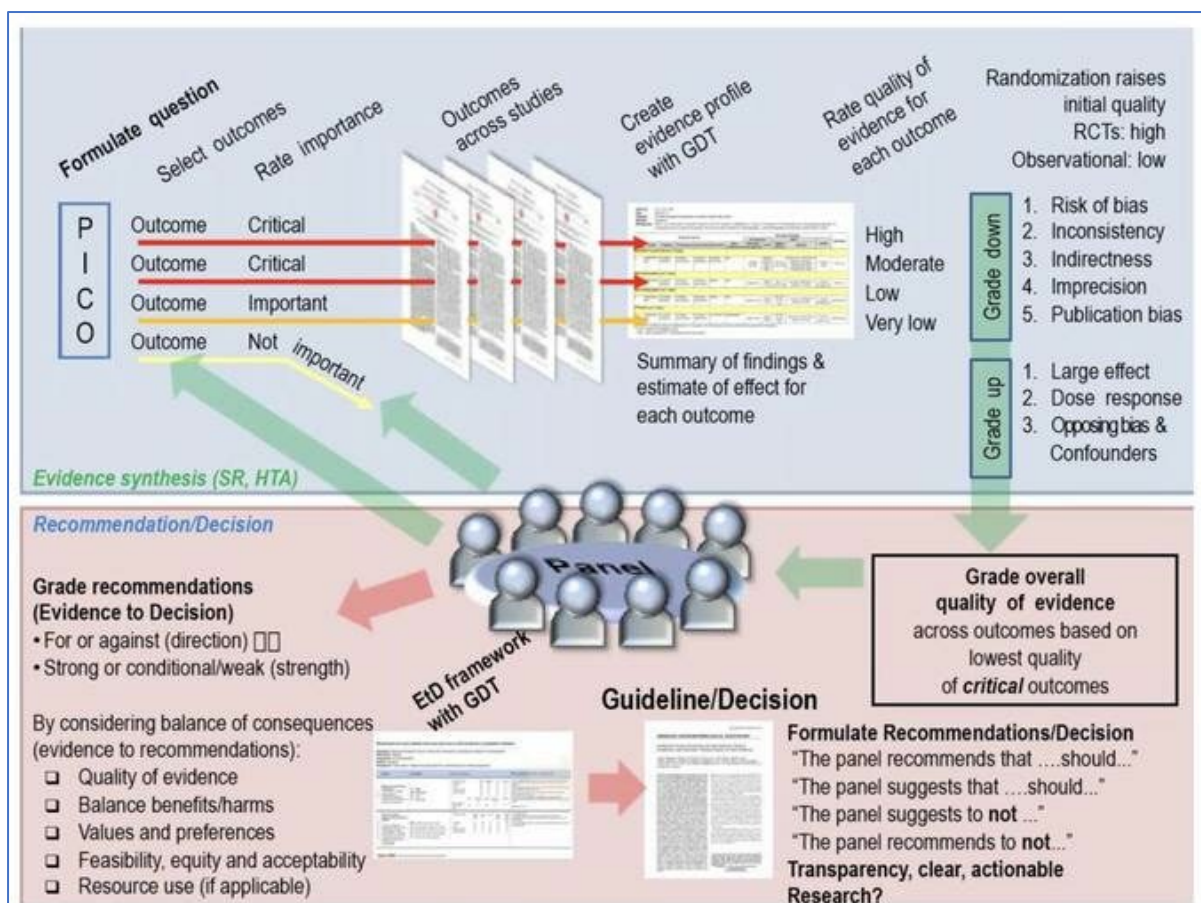 Formulate question
Select outcomes
Rate importance
Outcomes
across studies
Create
evidence profile
with GDT
Rate quality of
evidence for
each outcome
Randomization raises
initial quality
RCTs: high
Observational: low
P
I
C
O
Outcome Critical
Outcome Critical
Outcome Important
Outcome Not
important
High
Moderate
Low
Very low
Summary of findings &
estimate of effect for
each outcome
Grade down
1. Risk of bias
2. Inconsistency
3. Indirectness
4. Imprecision
5. Publication bias
Grade up
1. Large effect
2. Dose response
3. Opposing bias &
Confounders
Evidence synthesis (SR, HTA)
Recommendation/Decision
Panel
Grade recommendations
(Evidence to Decision)
• For or against (direction) □□
• Strong or conditional/weak (strength)
By considering balance of consequences
(evidence to recommendations):
❑ Quality of evidence
❑ Balance benefits/harms
❑ Values and preferences
❑ Feasibility, equity and acceptability
❑ Resource use (if applicable)
EtD framework
with GDT
Guideline/Decision
Grade overall
quality of evidence
across outcomes based on
lowest quality
of critical outcomes
Formulate Recommendations/Decision
“The panel recommends that ….should...”
“The panel suggests that ….should...”
“The panel suggests to not ...”
“The panel recommends to not...”
Transparency, clear, actionable
Research?